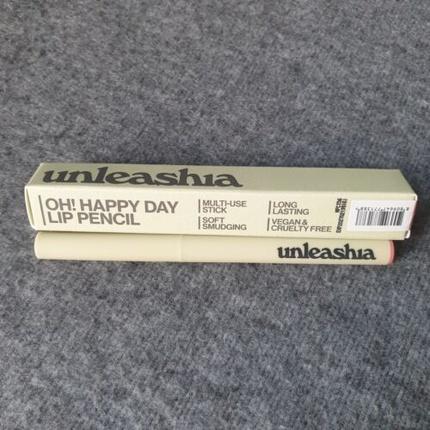 unleashia
OH! HAPPY DAY
LIP PENCIL
MULTI-USE
STICK
SOFT
SMUDGING
LONG
LASTING
VEGAN &
CRUELTY FREE
unleashia